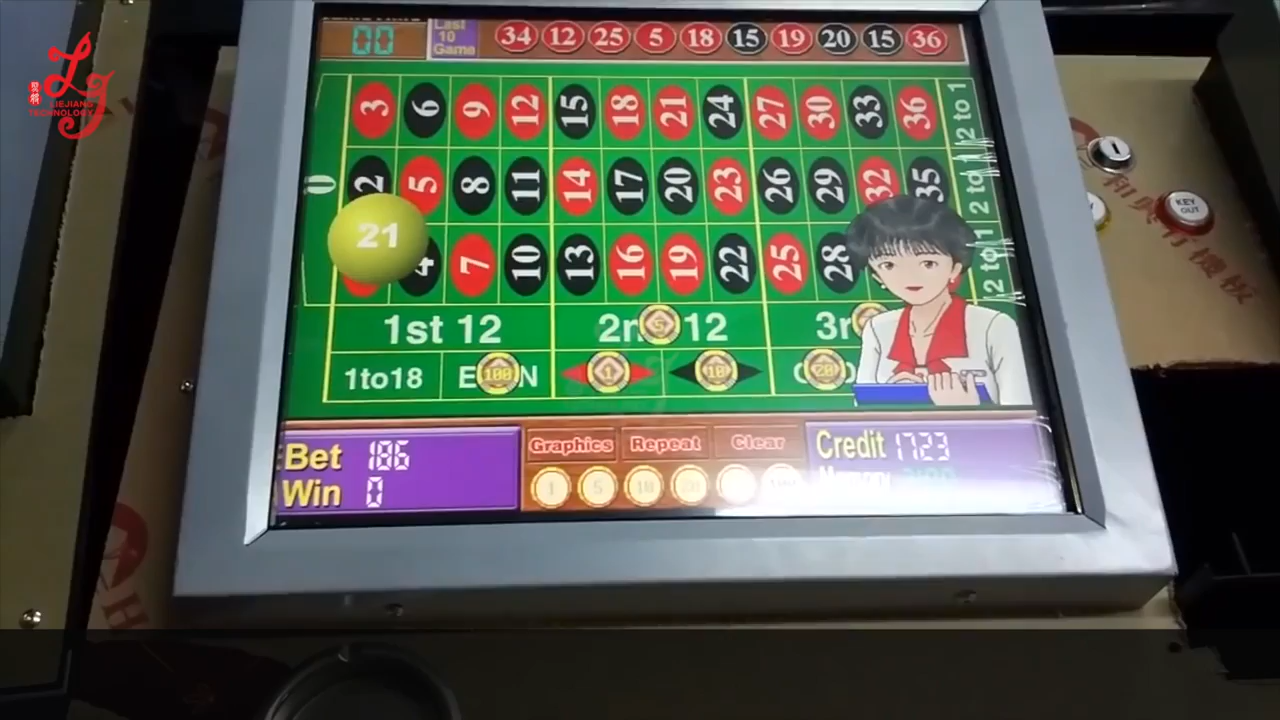 00
Last
10
Game
34 12 25 5 18 15 19 20 15 36
LIEJIANG
TECHNOLOGY
3 6 9 12 15 18 21 24 27 30 33 36 2 to 1
0 2 5 8 11 14 17 20 23 26 29 32 35 2 to 1
21
4 7 10 13 16 19 22 25 28 2 to 1
1st 12
5
12
1to18
100
1
10
20
Bet 186
Win 0
Graphics Repeat Clear
1 5 10
Credit 1723
KEY
OUT